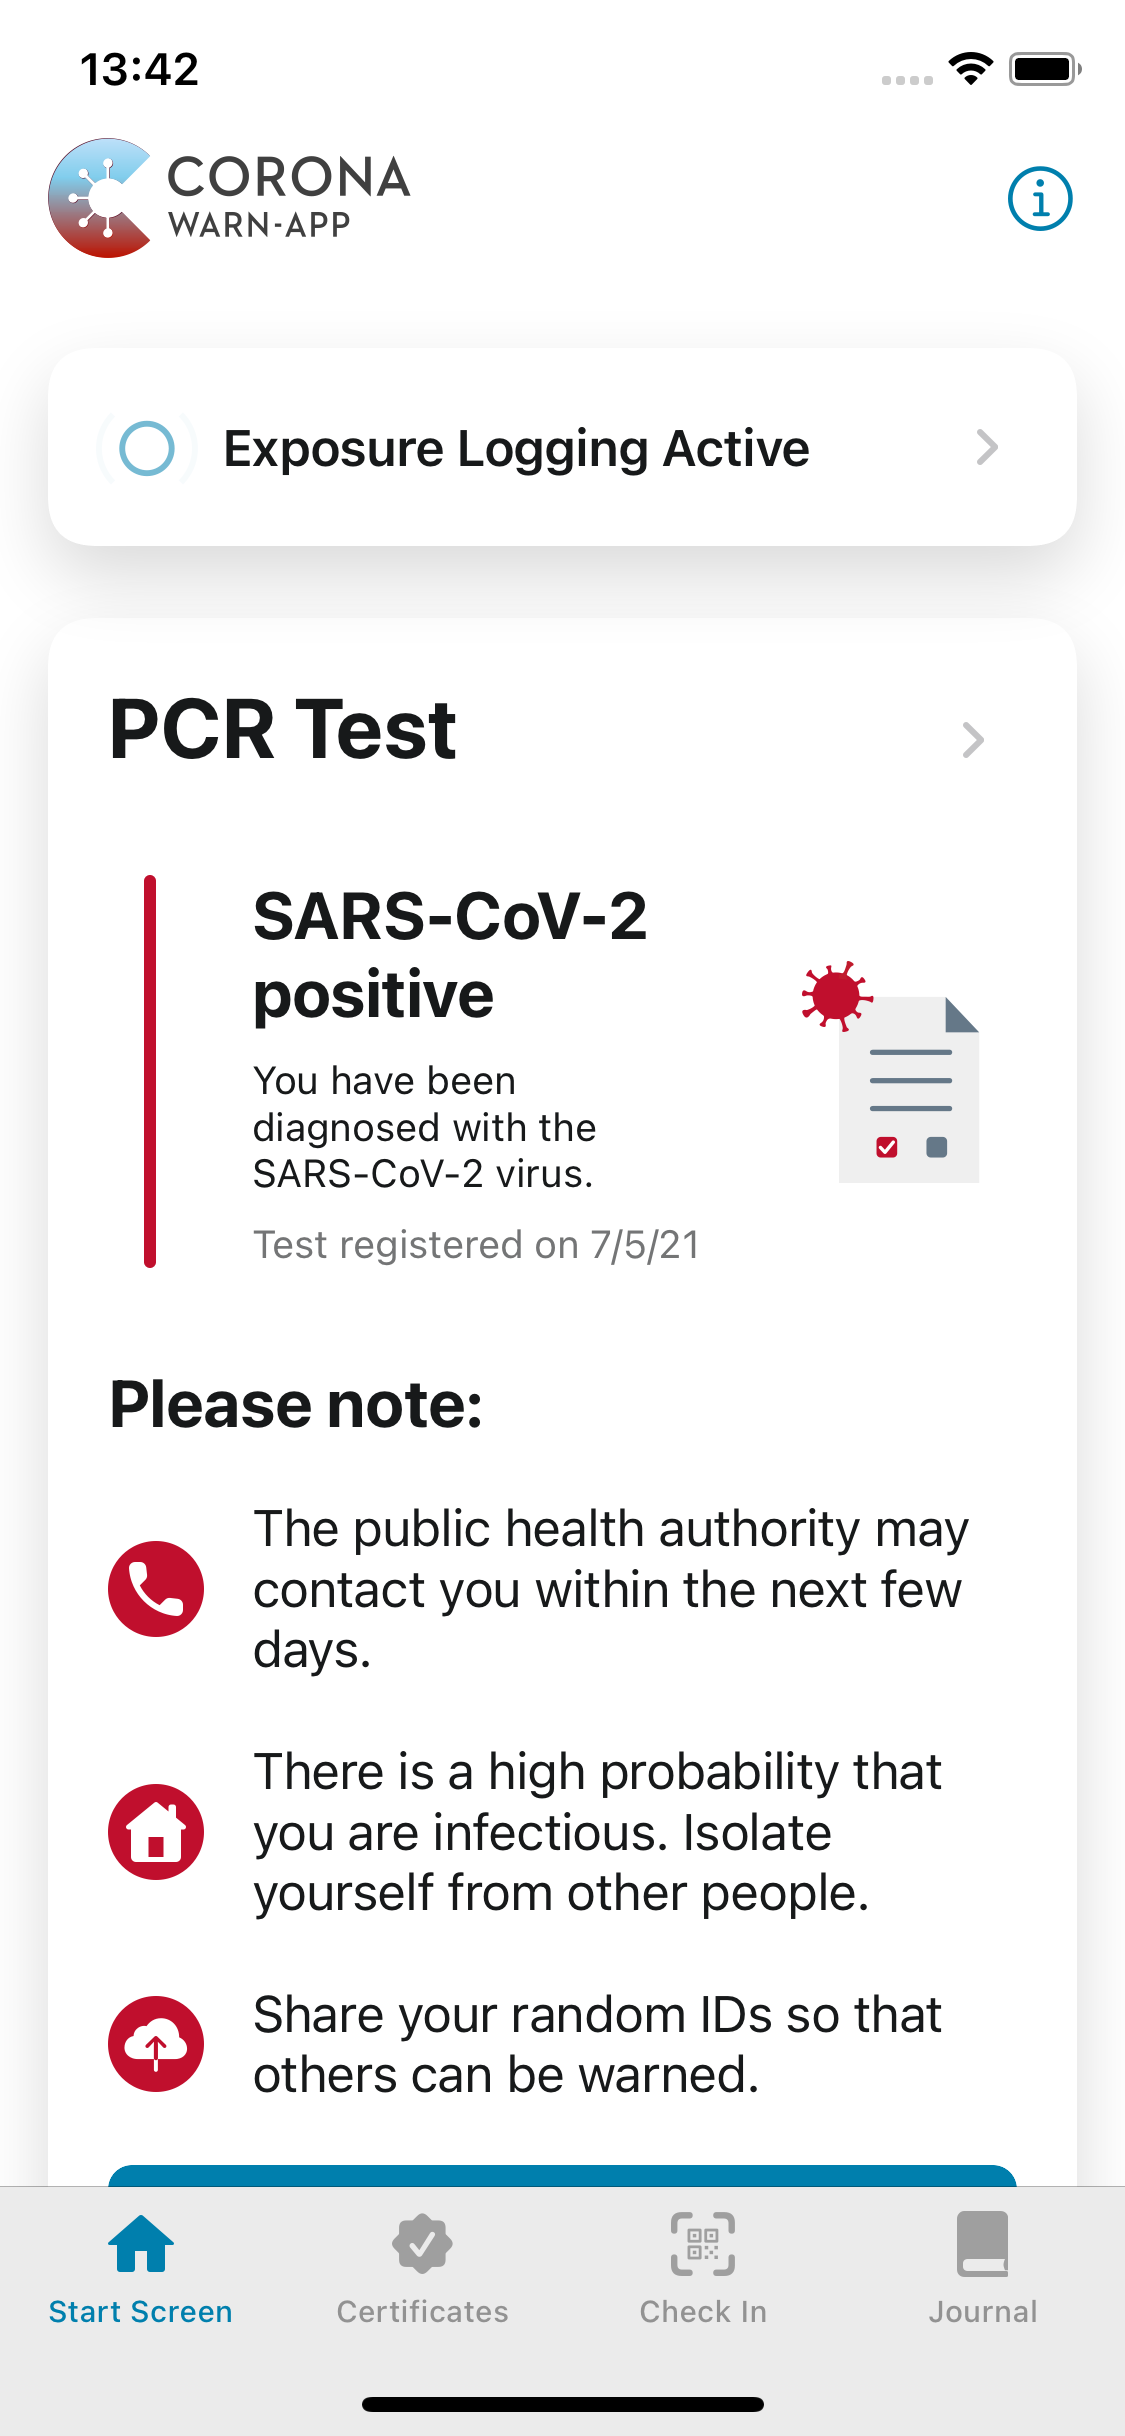 13:42
CORONA
WARN-APP
Exposure Logging Active
PCR Test
SARS-CoV-2
positive
You have been
diagnosed with the
SARS-CoV-2 virus.
Test registered on 7/5/21
Please note:
The public health authority may
contact you within the next few
days.
There is a high probability that
you are infectious. Isolate
yourself from other people.
Share your random IDs so that
others can be warned.
Start Screen
Certificates
Check In
Journal